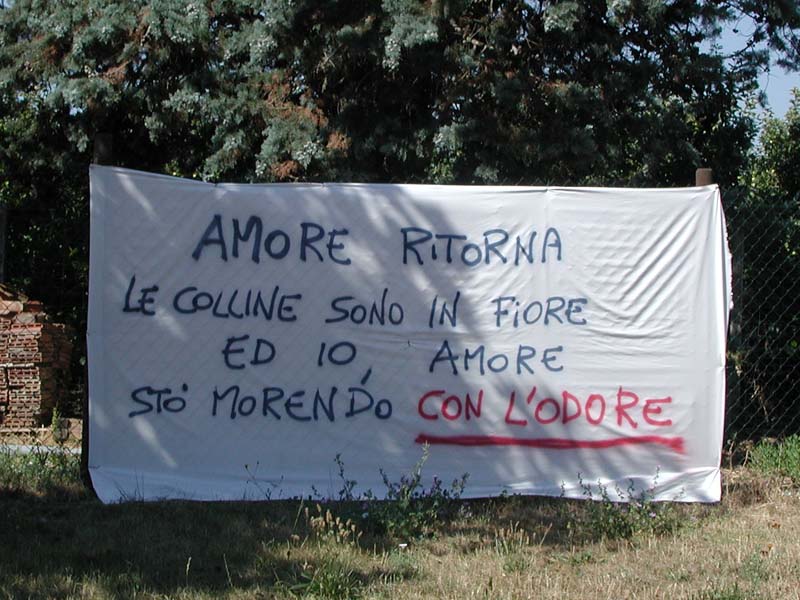 AMORE RITORNA
LE COLLINE SONO IN FIORE
ED IO, AMORE
STÒ MORENDO CON L'ODORE